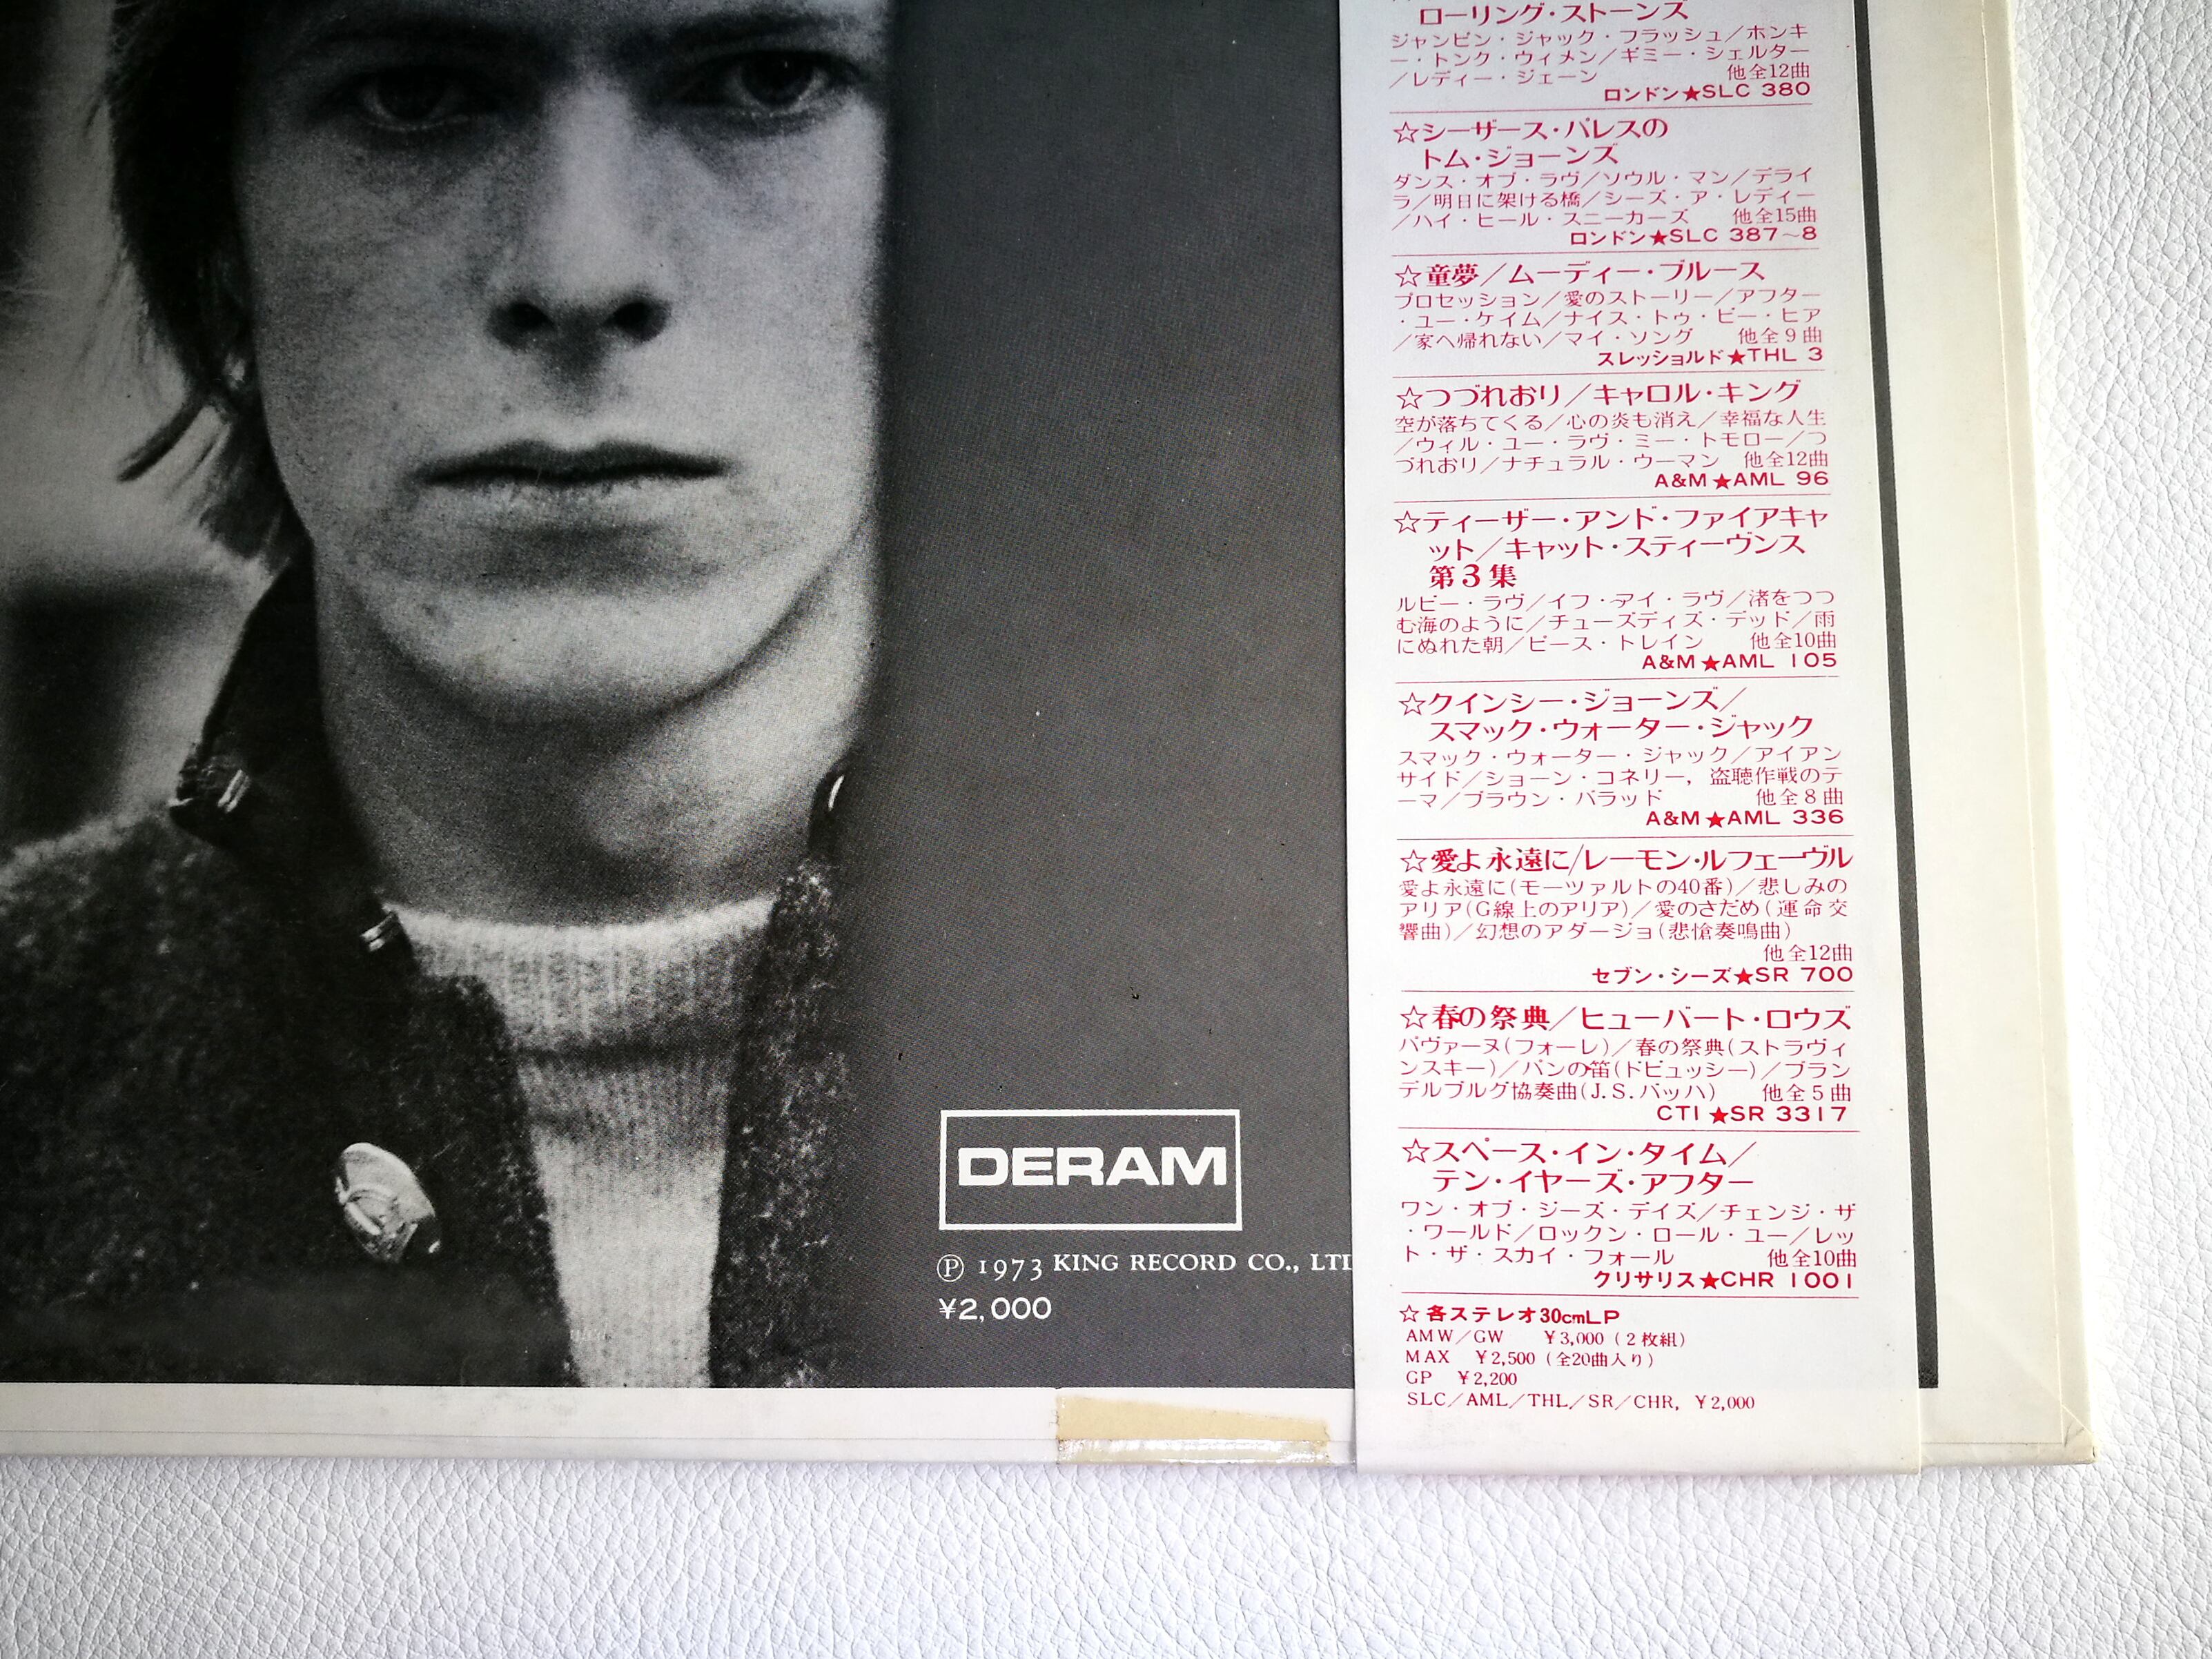 DERAM
Ⓟ 1973 KING RECORD CO., LT
¥2,000
ローリング・ストーンズ
ジャンピン・ジャック・フラッシュ／ホンキ
ー・トンク・ウィメン／ギミー・シェルター
／レディー・ジェーン 他全12曲
ロンドン★SLC 380
☆シーザース・パレスの
トム・ジョーンズ
ダンス・オブ・ラヴ／ソウル・マン／デライ
ラ／明日に架ける橋／シーズ・ア・レディー
／ハイ・ヒール・スニーカーズ 他全15曲
ロンドン★SLC 387～8
☆童夢／ムーディー・ブルース
プロセッション／愛のストーリー／アフター
・ユー・ケイム／ナイス・トゥ・ビー・ヒア
／家へ帰れない／マイ・ソング 他全9曲
スレッショルド★THL 3
☆つづれおり／キャロル・キング
空が落ちてくる／心の炎も消え／幸福な人生
／ウィル・ユー・ラヴ・ミー・トモロー／つ
づれおり／ナチュラル・ウーマン 他全12曲
A&M★AML 96
☆ティーザー・アンド・ファイアキャ
ット／キャット・スティーヴンス
第3集
ルビー・ラヴ／イフ・アイ・ラヴ／渚をつつ
む海のように／チューズディズ・デッド／雨
にぬれた朝／ピース・トレイン 他全10曲
A&M★AML 105
☆クインシー・ジョーンズ／
スマック・ウォーター・ジャック
スマック・ウォーター・ジャック／アイアン
サイド／ショーン・コネリー，盗聴作戦のテ
ーマ／ブラウン・バラッド 他全8曲
A&M★AML 336
☆愛よ永遠に/レーモン・ルフェーヴル
愛よ永遠に(モーツァルトの40番)／悲しみの
アリア(G線上のアリア)／愛のさだめ(運命交
響曲)／幻想のアダージョ(悲愴奏鳴曲)
他全12曲
セブン・シーズ★SR 700
☆春の祭典／ヒューバート・ロウズ
パヴァーヌ(フォーレ)／春の祭典(ストラヴィ
ンスキー)／パンの笛(ドビュッシー)／ブラン
デルブルグ協奏曲(J.S.バッハ) 他全5曲
CTI★SR 3317
☆スペース・イン・タイム／
テン・イヤーズ・アフター
ワン・オブ・ジーズ・デイズ／チェンジ・ザ
・ワールド／ロックン・ロール・ユー／レッ
ト・ザ・スカイ・フォール 他全10曲
クリサリス★CHR 1001
☆各ステレオ30cmLP
AMW／GW ¥3,000（2枚組）
MAX ¥2,500（全20曲入り）
GP ¥2,200
SLC／AML／THL／SR／CHR, ¥2,000